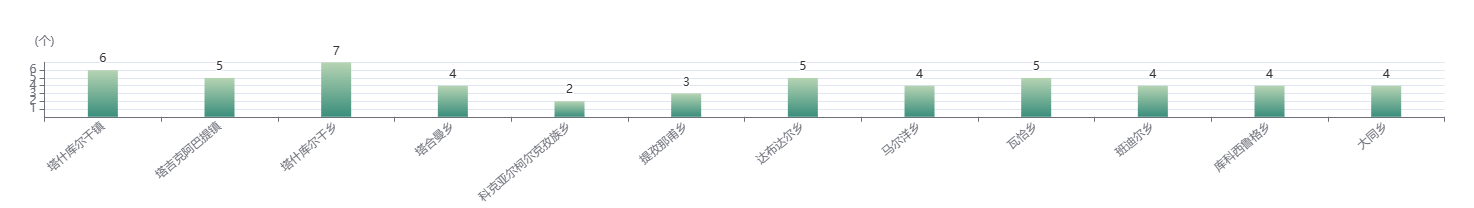 (个)
6
5
7
4
2
3
5
4
5
4
4
4
6
5
4
3
2
1
塔什库尔干镇
塔吉克阿巴提镇
塔什库尔干乡
塔合曼乡
科克亚尔柯尔克孜族乡
提孜那甫乡
达布达尔乡
马尔洋乡
瓦恰乡
班迪尔乡
库科西鲁格乡
大同乡